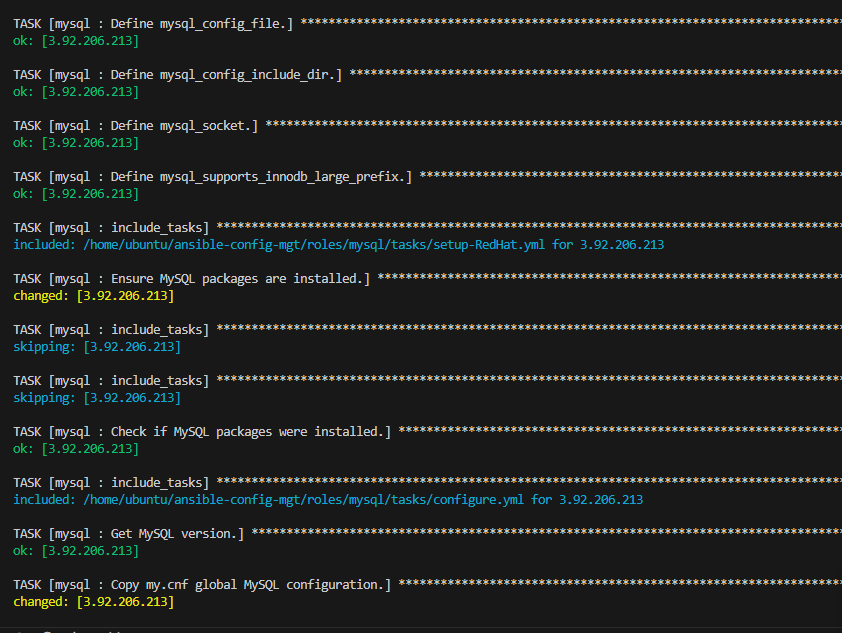 TASK [mysql : Define mysql_config_file.] *****************************************************************************
ok: [3.92.206.213]
TASK [mysql : Define mysql_config_include_dir.] **********************************************************************
ok: [3.92.206.213]
TASK [mysql : Define mysql_socket.] **********************************************************************************
ok: [3.92.206.213]
TASK [mysql : Define mysql_supports_innodb_large_prefix.] ************************************************************
ok: [3.92.206.213]
TASK [mysql : include_tasks] *****************************************************************************************
included: /home/ubuntu/ansible-config-mgt/roles/mysql/tasks/setup-RedHat.yml for 3.92.206.213
TASK [mysql : Ensure MySQL packages are installed.] ******************************************************************
changed: [3.92.206.213]
TASK [mysql : include_tasks] *****************************************************************************************
skipping: [3.92.206.213]
TASK [mysql : include_tasks] *****************************************************************************************
skipping: [3.92.206.213]
TASK [mysql : Check if MySQL packages were installed.] ***************************************************************
ok: [3.92.206.213]
TASK [mysql : include_tasks] *****************************************************************************************
included: /home/ubuntu/ansible-config-mgt/roles/mysql/tasks/configure.yml for 3.92.206.213
TASK [mysql : Get MySQL version.] ************************************************************************************
ok: [3.92.206.213]
TASK [mysql : Copy my.cnf global MySQL configuration.] ***************************************************************
changed: [3.92.206.213]